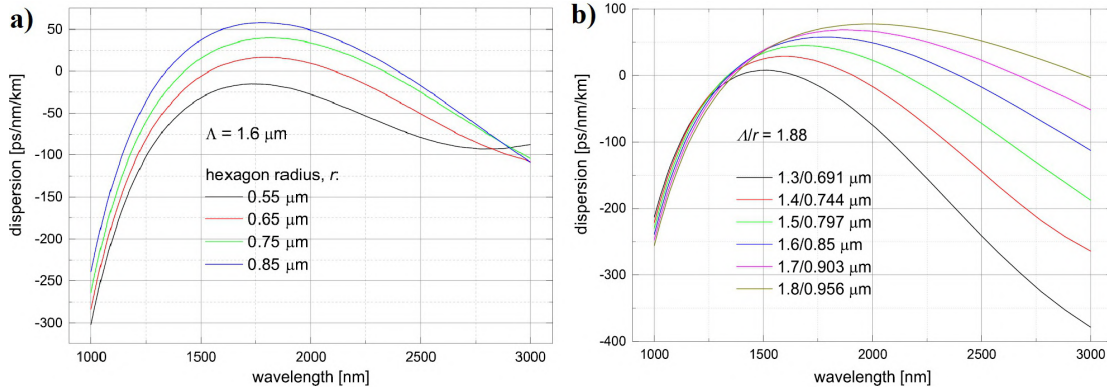 a)
50
0
-50
-100
-150
-200
-250
-300
dispersion [ps/nm/km]
Λ = 1.6 μm
hexagon radius, r:
0.55 μm
0.65 μm
0.75 μm
0.85 μm
1000 1500 2000 2500 3000
wavelength [nm]
b)
100
0
-100
-200
-300
-400
dispersion [ps/nm/km]
Λ/r = 1.88
1.3/0.691 μm
1.4/0.744 μm
1.5/0.797 μm
1.6/0.85 μm
1.7/0.903 μm
1.8/0.956 μm
1000 1500 2000 2500 3000
wavelength [nm]